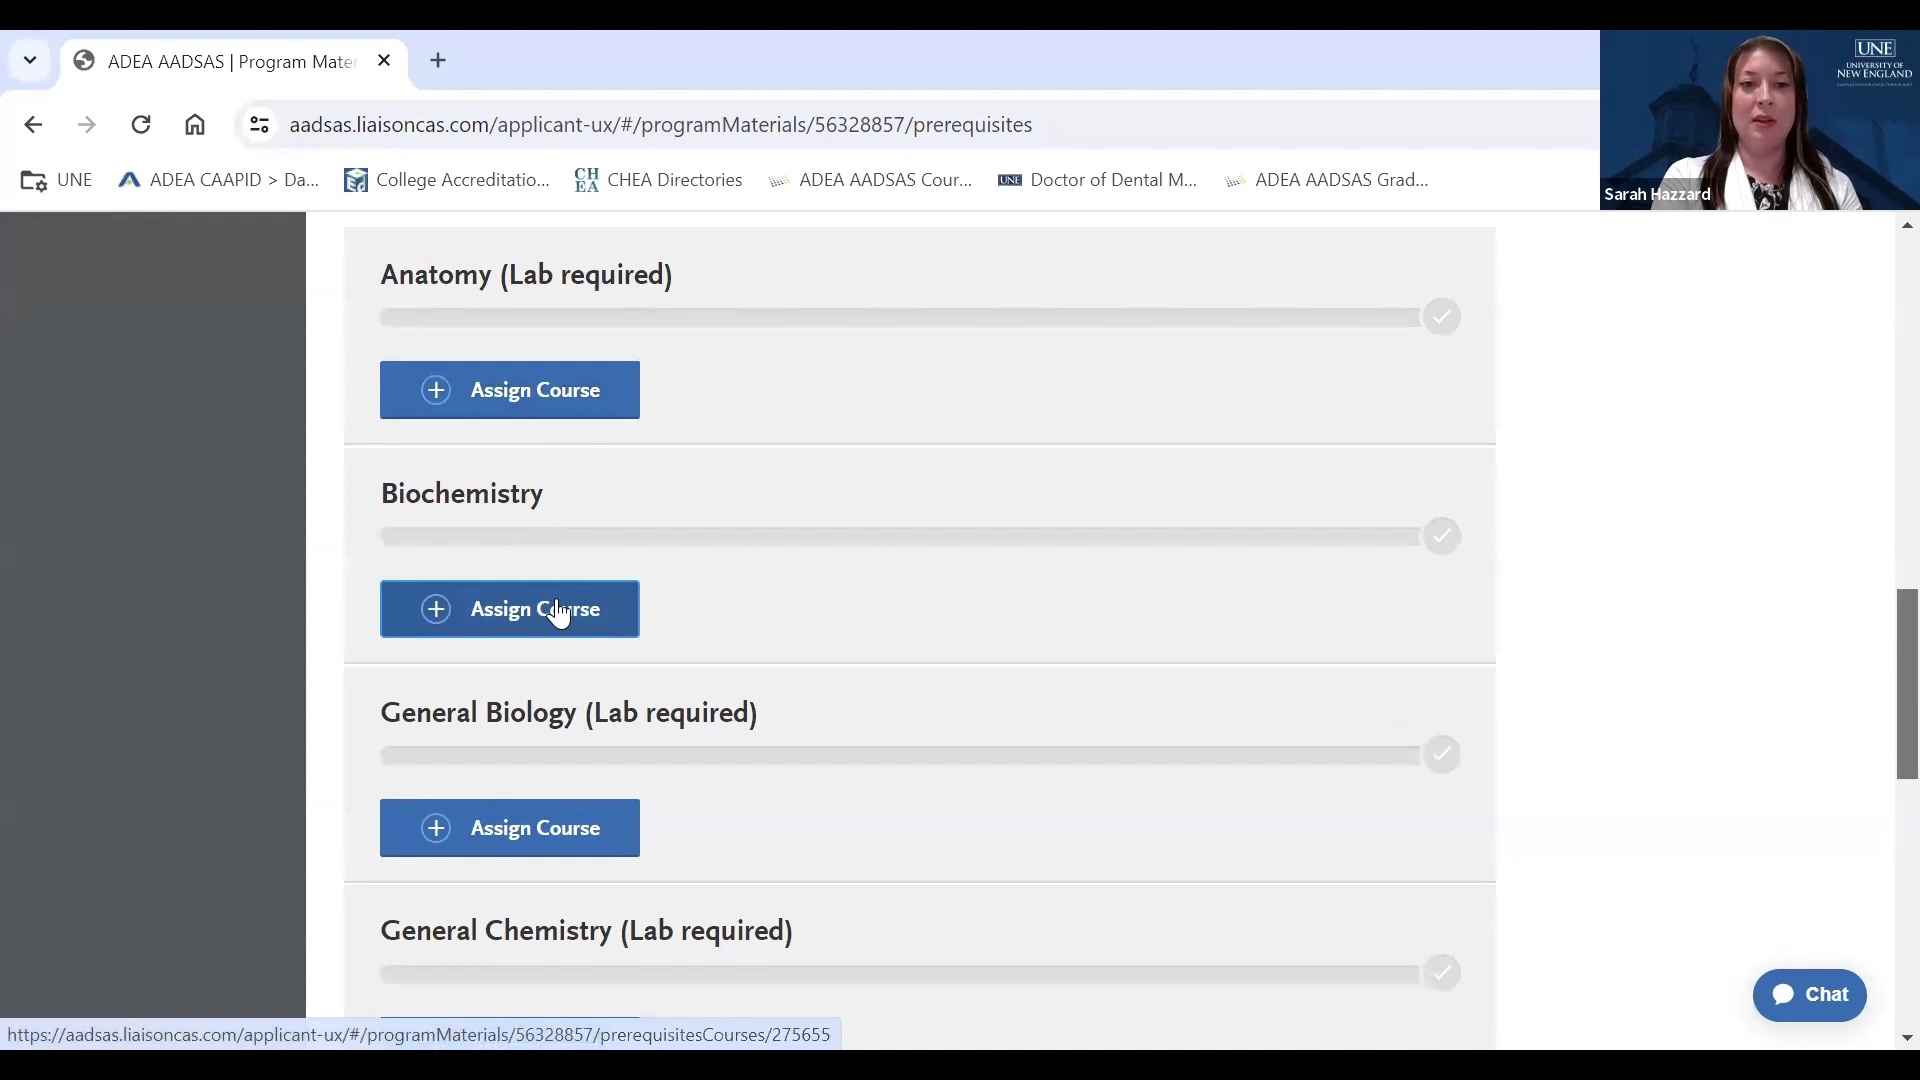 ADEA AADSAS | Program Mater
aadsas.liaisoncas.com/applicant-ux/#/programMaterials/56328857/prerequisites
UNE
ADEA CAAPID > Da...
College Accreditatio...
CHEA
CHEA Directories
ADEA AADSAS Cour...
UNE
Doctor of Dental M...
ADEA AADSAS Grad...
UNE
UNIVERSITY OF
NEW ENGLAND
Sarah Hazzard
Anatomy (Lab required)
Assign Course
Biochemistry
Assign Course
General Biology (Lab required)
Assign Course
General Chemistry (Lab required)
Chat
https://aadsas.liaisoncas.com/applicant-ux/#/programMaterials/56328857/prerequisitesCourses/275655